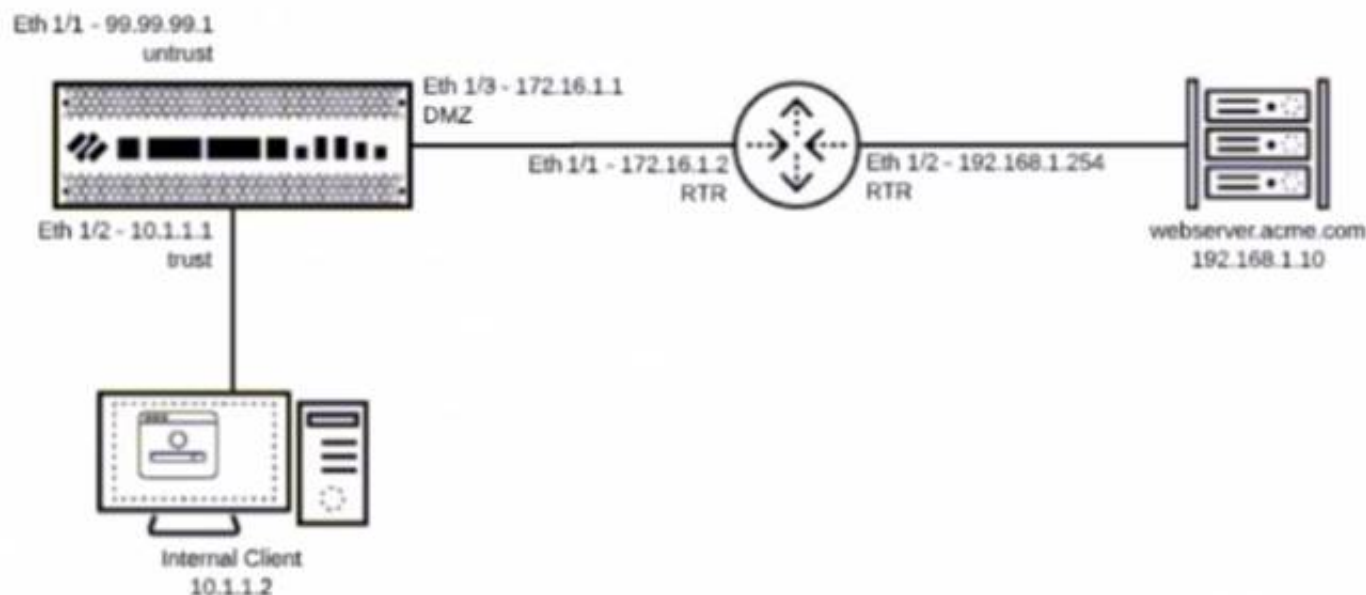 Eth 1/1 - 99.99.99.1
untrust
Eth 1/3 - 172.16.1.1
DMZ
Eth 1/1 - 172.16.1.2
RTR
Eth 1/2 - 192.168.1.254
RTR
Eth 1/2 - 10.1.1.1
trust
webserver.acme.com
192.168.1.10
Internal Client
10.1.1.2